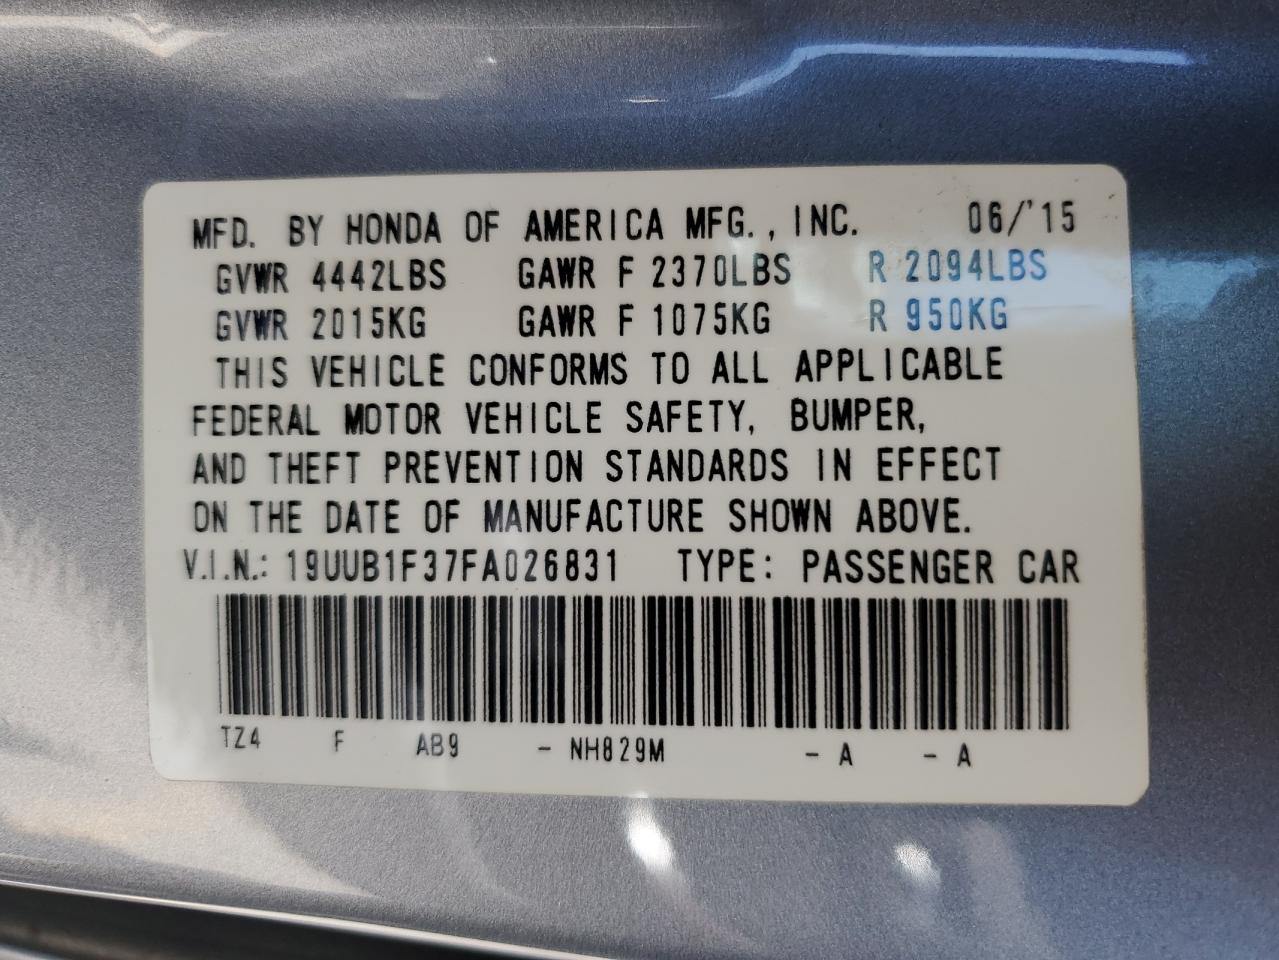 MFD. BY HONDA OF AMERICA MFG., INC. 06/'15
GVWR 4442LBS GAWR F 2370LBS R 2094LBS
GVWR 2015KG GAWR F 1075KG R 950KG
THIS VEHICLE CONFORMS TO ALL APPLICABLE
FEDERAL MOTOR VEHICLE SAFETY, BUMPER,
AND THEFT PREVENTION STANDARDS IN EFFECT
ON THE DATE OF MANUFACTURE SHOWN ABOVE.
V.I.N.: 19UUB1F37FA026831 TYPE: PASSENGER CAR
TZ4 F AB9 - NH829M - A - A